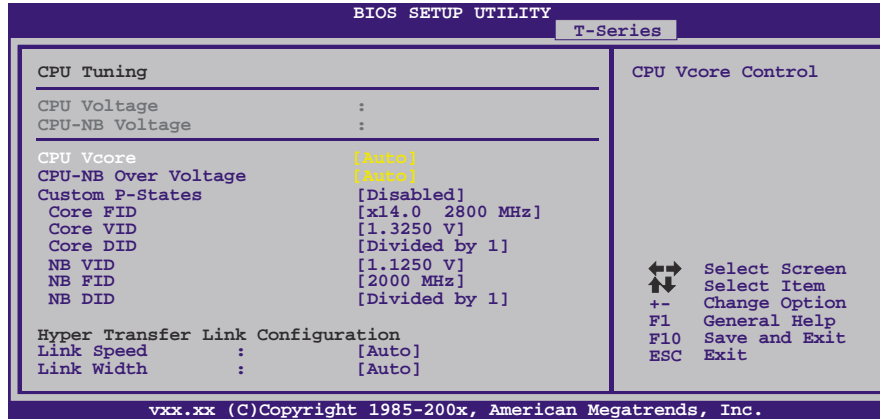 BIOS SETUP UTILITY
T-Series
CPU Tuning
CPU Voltage :
CPU-NB Voltage :
CPU Vcore [Auto]
CPU-NB Over Voltage [Auto]
Custom P-States [Disabled]
Core FID [x14.0 2800 MHz]
Core VID [1.3250 V]
Core DID [Divided by 1]
NB VID [1.1250 V]
NB FID [2000 MHz]
NB DID [Divided by 1]
Hyper Transfer Link Configuration
Link Speed : [Auto]
Link Width : [Auto]
CPU Vcore Control
Select Screen
Select Item
+- Change Option
F1 General Help
F10 Save and Exit
ESC Exit
vxx.xx (C)Copyright 1985-200x, American Megatrends, Inc.